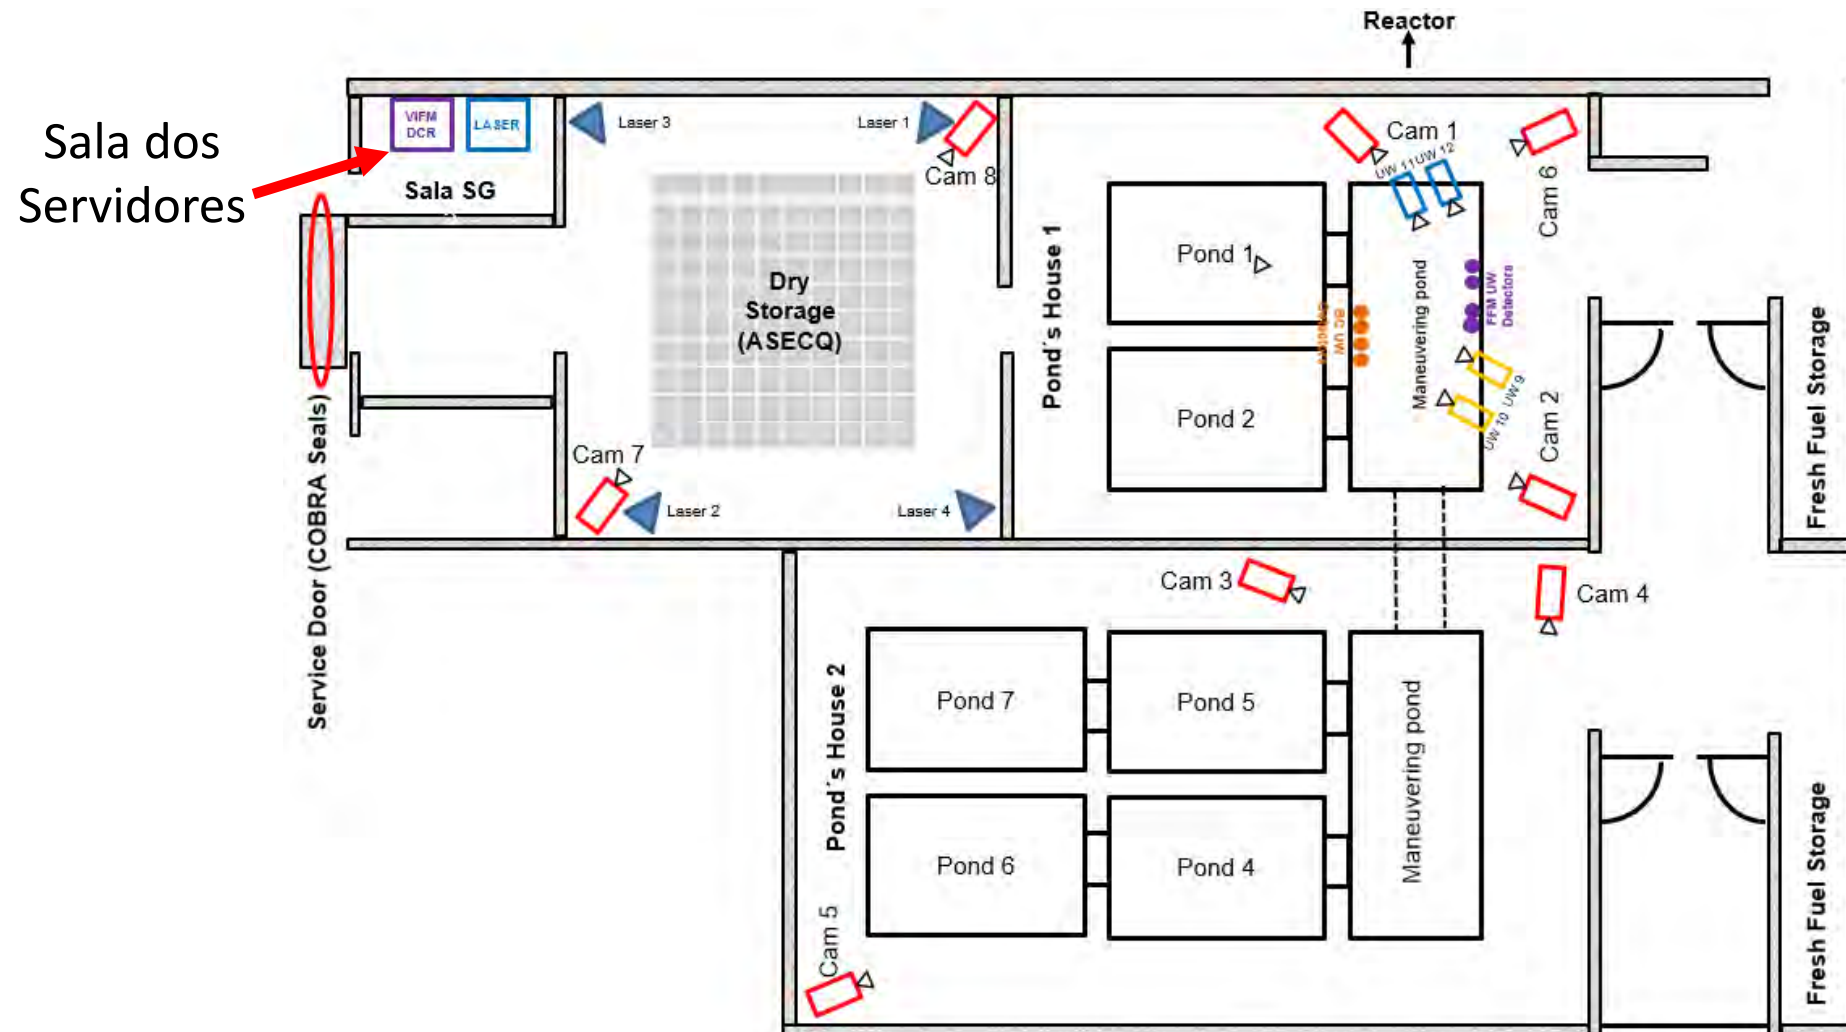 Reactor
Sala dos
Servidores
VIFM
DCR
LASER
Sala SG
Laser 3
Laser 1
Cam 8
Cam 1
UW 11
UW 12
Cam 6
Pond´s House 1
Pond 1
Dry
Storage
(ASECQ)
Maneuvering pond
FFM UW
Detectors
Pond 2
UW 9
UW 10
Cam 2
Fresh Fuel Storage
Service Door (COBRA Seals)
Cam 7
Laser 2
Laser 4
Cam 3
Cam 4
Pond´s House 2
Pond 7
Pond 5
Maneuvering pond
Pond 6
Pond 4
Cam 5
Fresh Fuel Storage